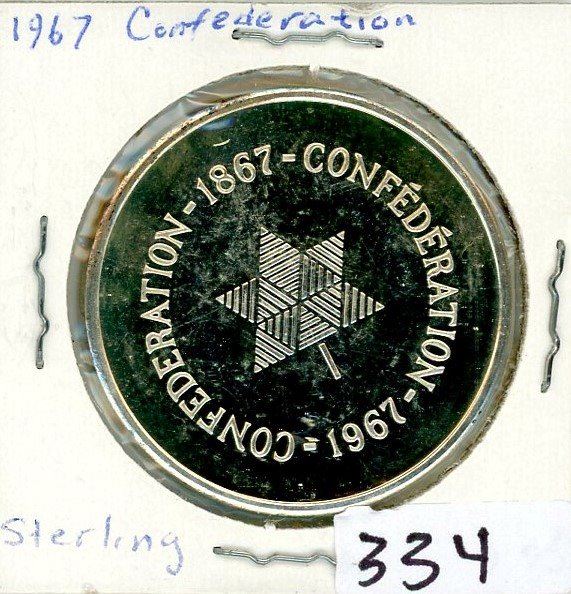 1967 Confederation
CONFEDERATION - 1867 - CONFÉDÉRATION - 1967 -
Sterling
334